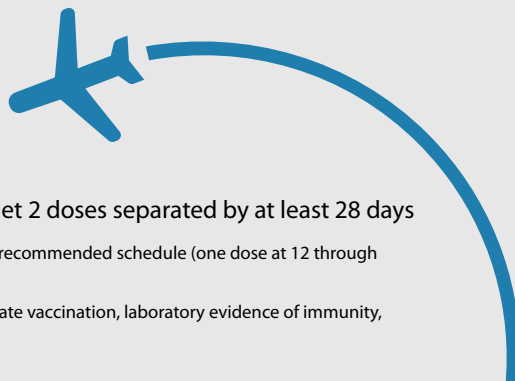 et 2 doses separated by at least 28 days
recommended schedule (one dose at 12 through
ate vaccination, laboratory evidence of immunity,